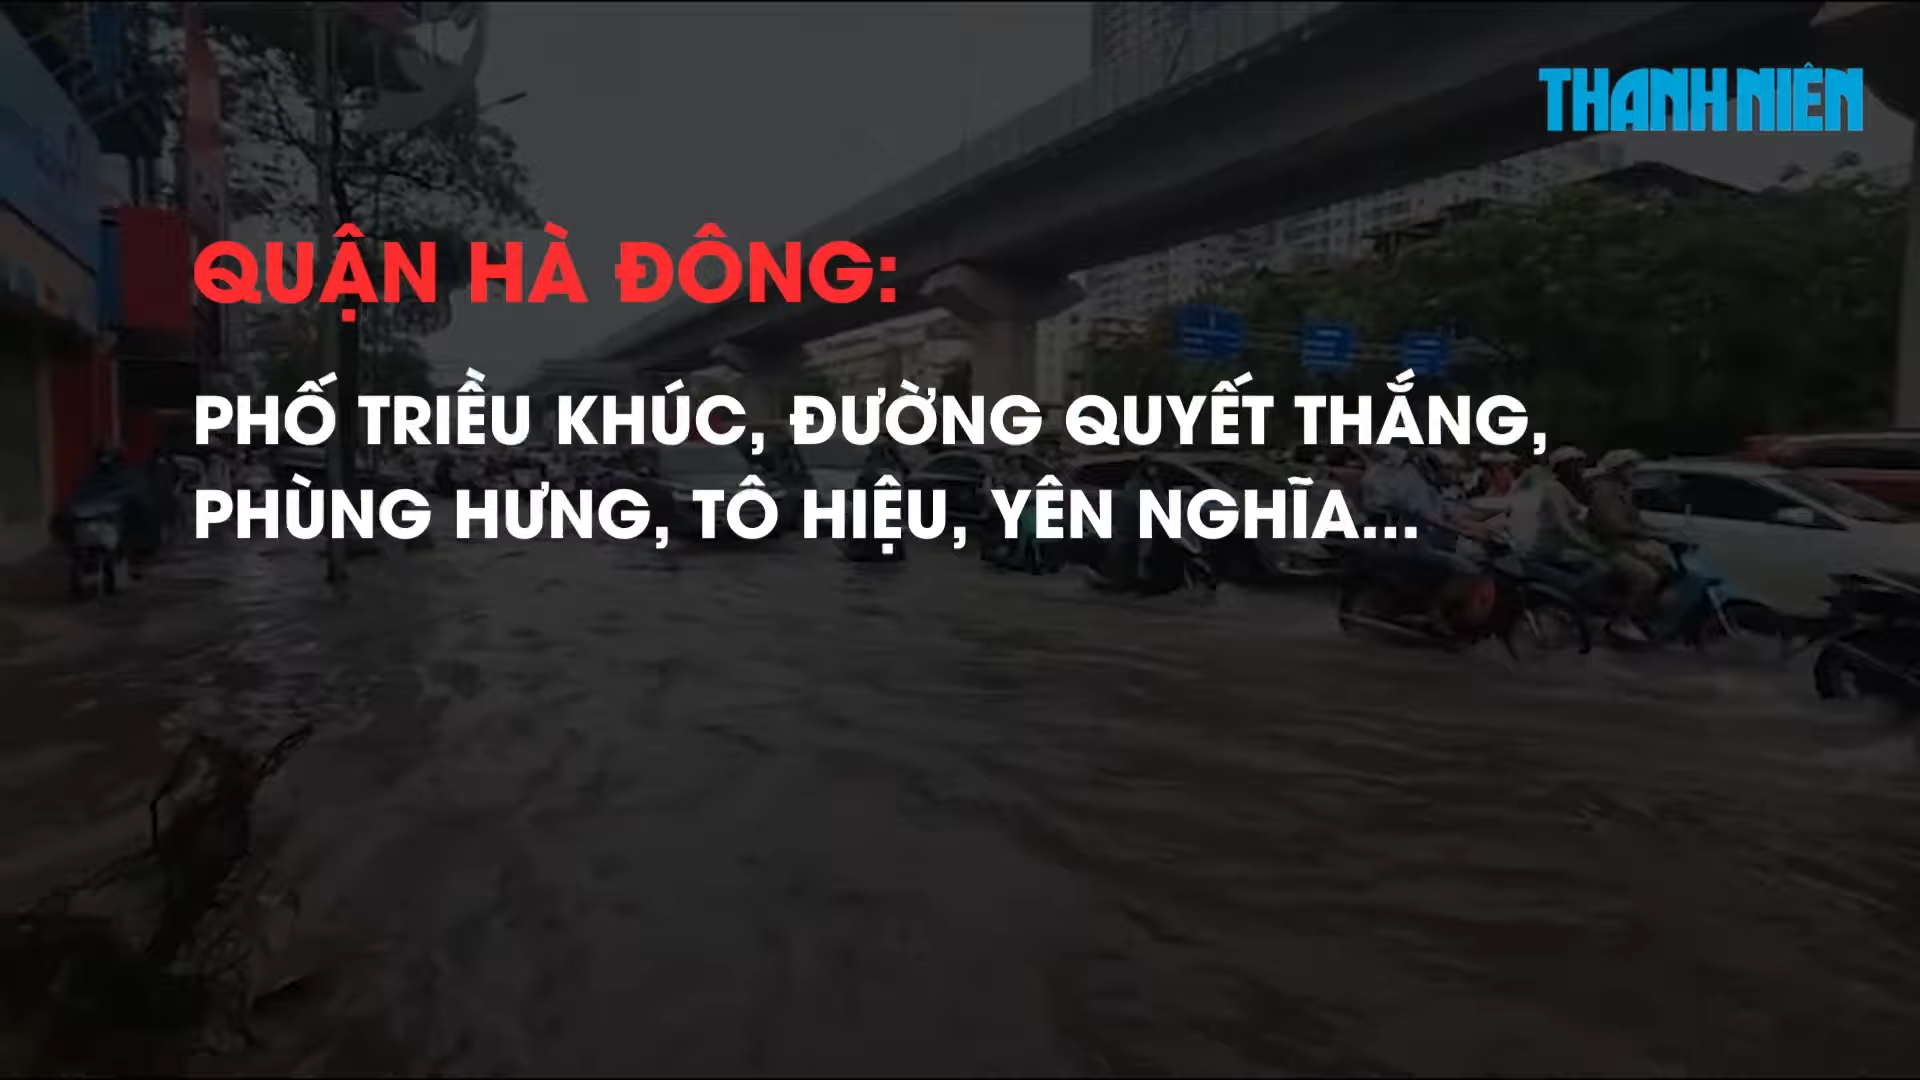 THANH NIÊN
QUẬN HÀ ĐÔNG:
PHỐ TRIỀU KHÚC, ĐƯỜNG QUYẾT THẮNG,
PHÙNG HƯNG, TÔ HIỆU, YÊN NGHĨA...